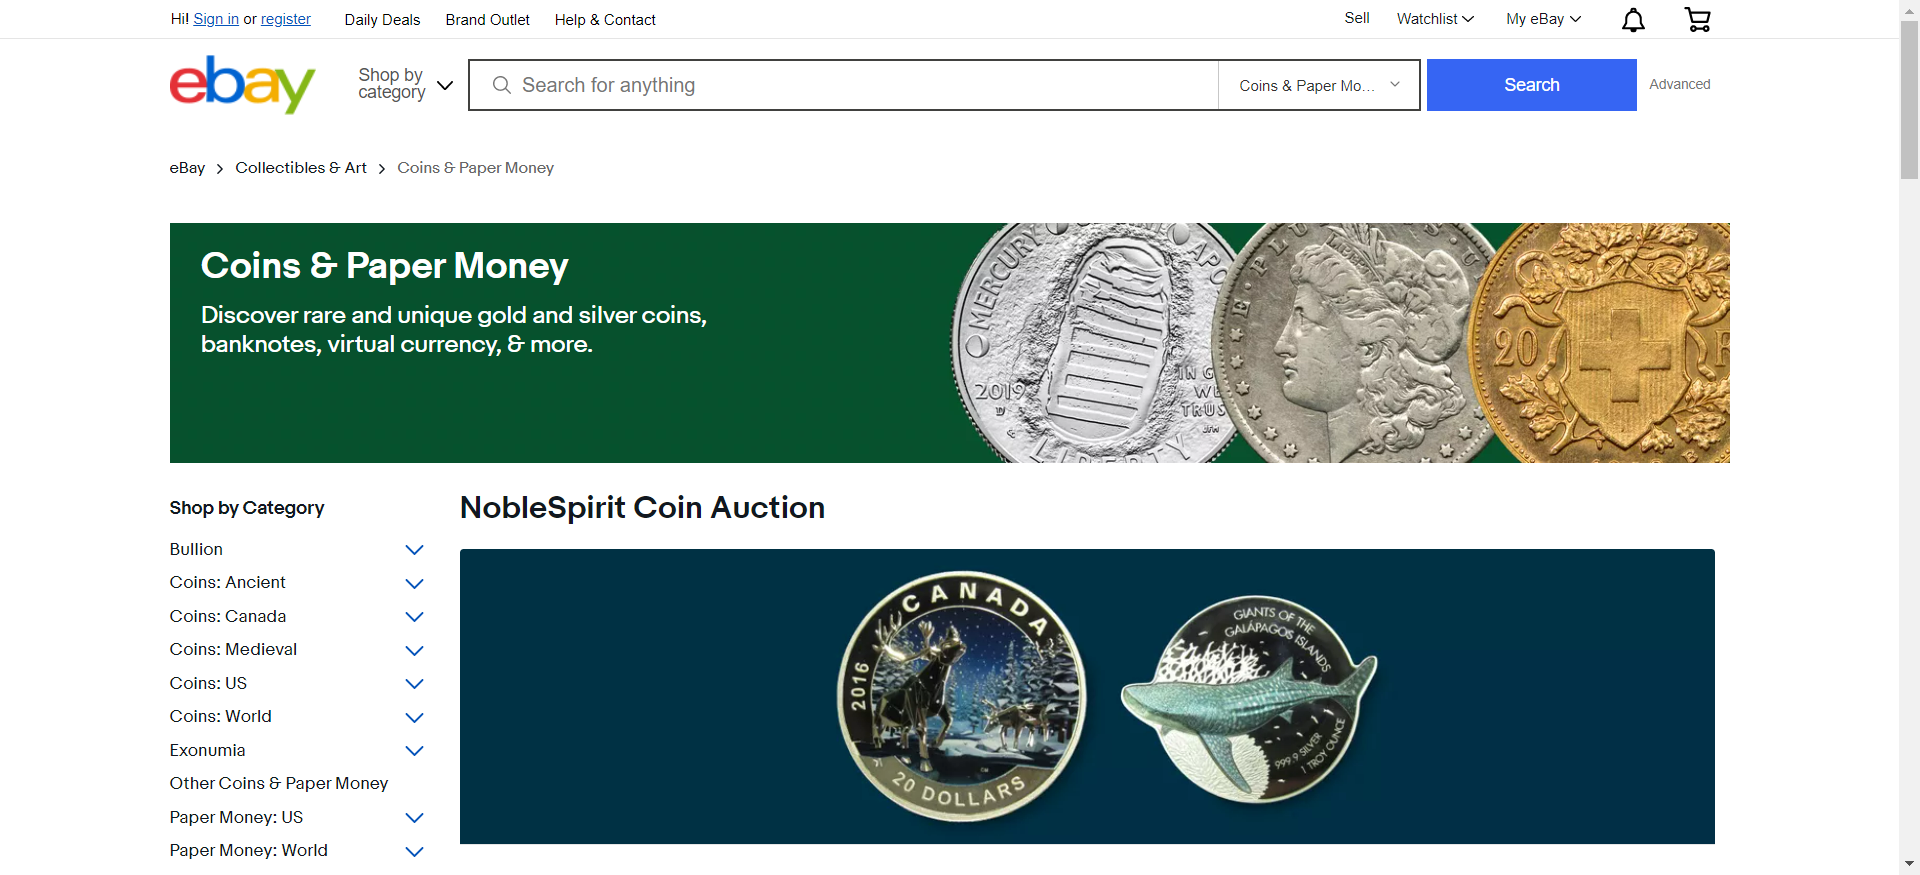 Hi! Sign in or register
Daily Deals
Brand Outlet
Help & Contact
Sell
Watchlist
My eBay
ebay
Shop by
category
Search for anything
Coins & Paper Mo...
Search
Advanced
eBay
Collectibles & Art
Coins & Paper Money
Coins & Paper Money
Discover rare and unique gold and silver coins,
banknotes, virtual currency, & more.
MERCURY
APO
2019
D
IN G
WE
TRUS
LIBERTY
JFM
E PLU
LIBERTY
S U
20
F
Shop by Category
Bullion
Coins: Ancient
Coins: Canada
Coins: Medieval
Coins: US
Coins: World
Exonumia
Other Coins & Paper Money
Paper Money: US
Paper Money: World
NobleSpirit Coin Auction
CANADA
2016
20 DOLLARS
GIANTS OF THE
GALÁPAGOS ISLANDS
999.9 SILVER
1 TROY OUNCE